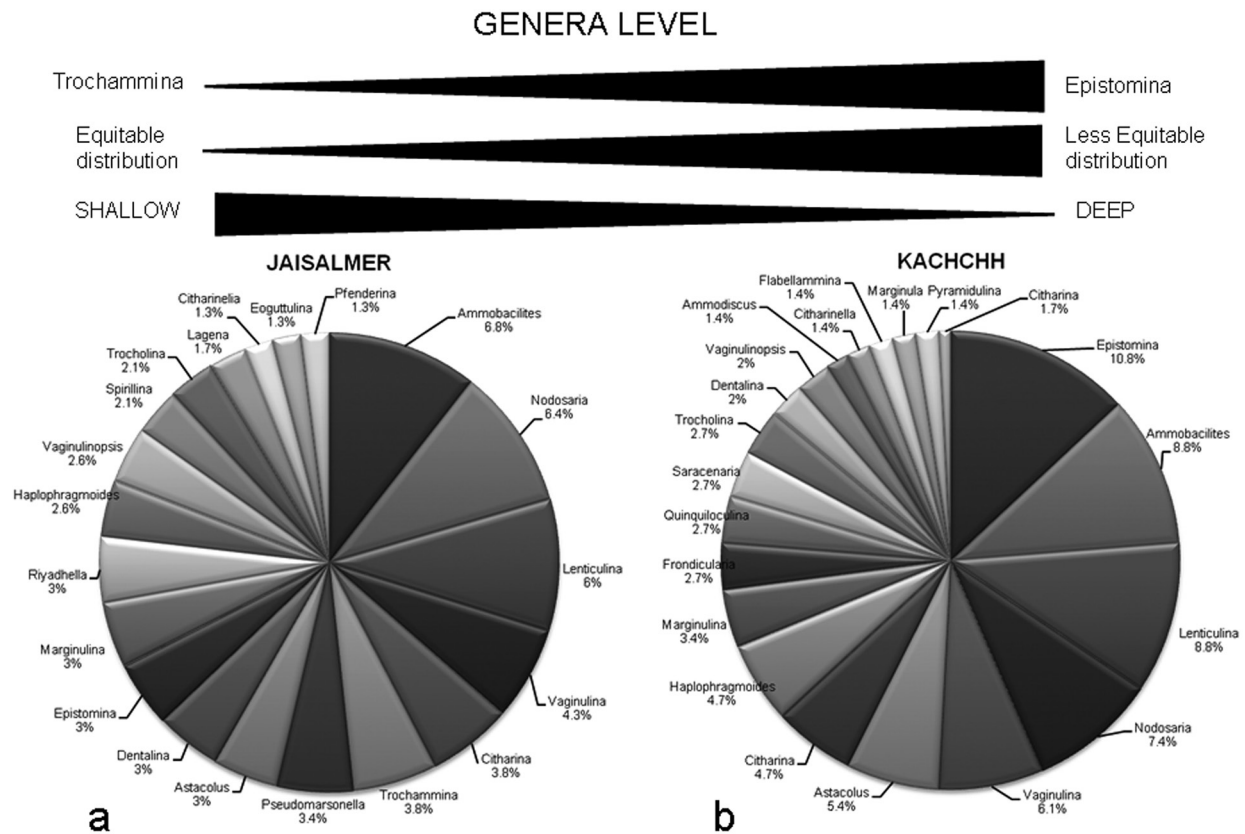 GENERA LEVEL
Trochammina
Epistomina
Equitable
distribution
Less Equitable
distribution
SHALLOW
DEEP
JAISALMER
Pfenderina
1.3%
Ammobacilites
6.8%
Nodosaria
6.4%
Lenticulina
6%
Vaginulina
4.3%
Citharina
3.8%
Trochammina
3.8%
Pseudomarsonella
3.4%
Astacolus
3%
Dentalina
3%
Epistomina
3%
Marginulina
3%
Riyadhella
3%
Haplophragmoides
2.6%
Vaginulinopsis
2.6%
Spirillina
2.1%
Trocholina
2.1%
Lagena
1.7%
Citharinelia
1.3%
Eoguttulina
1.3%
a
KACHCHH
Citharina
1.7%
Epistomina
10.8%
Ammobacilites
8.8%
Lenticulina
8.8%
Nodosaria
7.4%
Vaginulina
6.1%
Astacolus
5.4%
Citharina
4.7%
Haplophragmoides
4.7%
Marginulina
3.4%
Frondicularia
2.7%
Quinquiloculina
2.7%
Saracenaria
2.7%
Trocholina
2.7%
Dentalina
2%
Vaginulinopsis
2%
Ammodiscus
1.4%
Citharinella
1.4%
Flabellammina
1.4%
Marginula
1.4%
Pyramidulina
1.4%
b